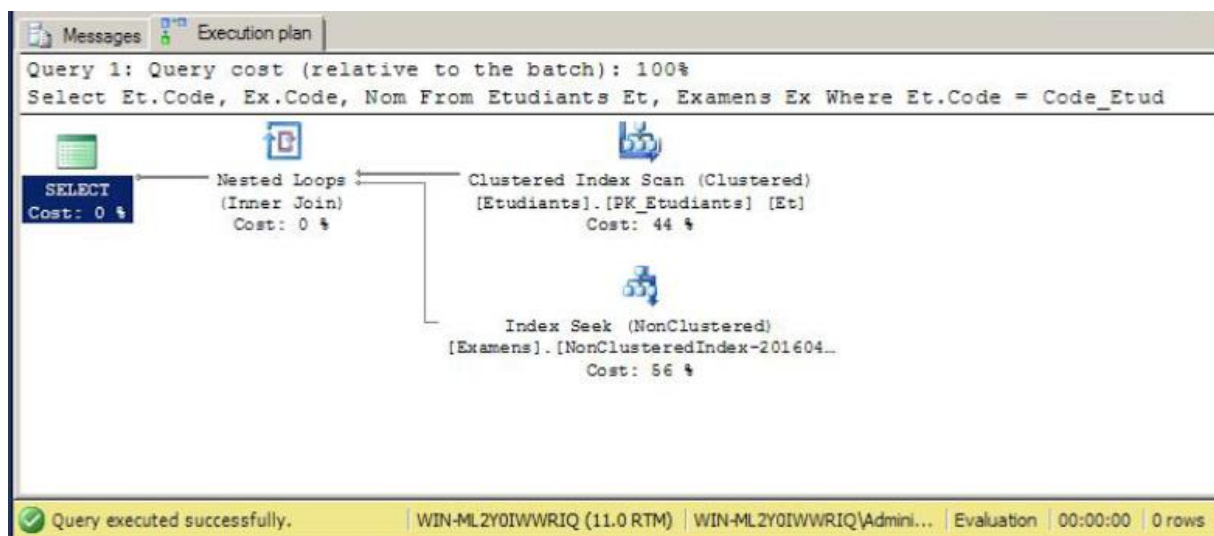 Messages Execution plan
Query 1: Query cost (relative to the batch): 100%
Select Et.Code, Ex.Code, Nom From Etudiants Et, Examens Ex Where Et.Code = Code_Etud
SELECT
Cost: 0 %
Nested Loops
(Inner Join)
Cost: 0 %
Clustered Index Scan (Clustered)
[Etudiants].[PK_Etudiants] [Et]
Cost: 44 %
Index Seek (NonClustered)
[Examens].[NonClusteredIndex-201604…
Cost: 56 %
Query executed successfully. WIN-ML2Y0IWWRIQ (11.0 RTM) WIN-ML2Y0IWWRIQ\Admini... Evaluation 00:00:00 0 rows